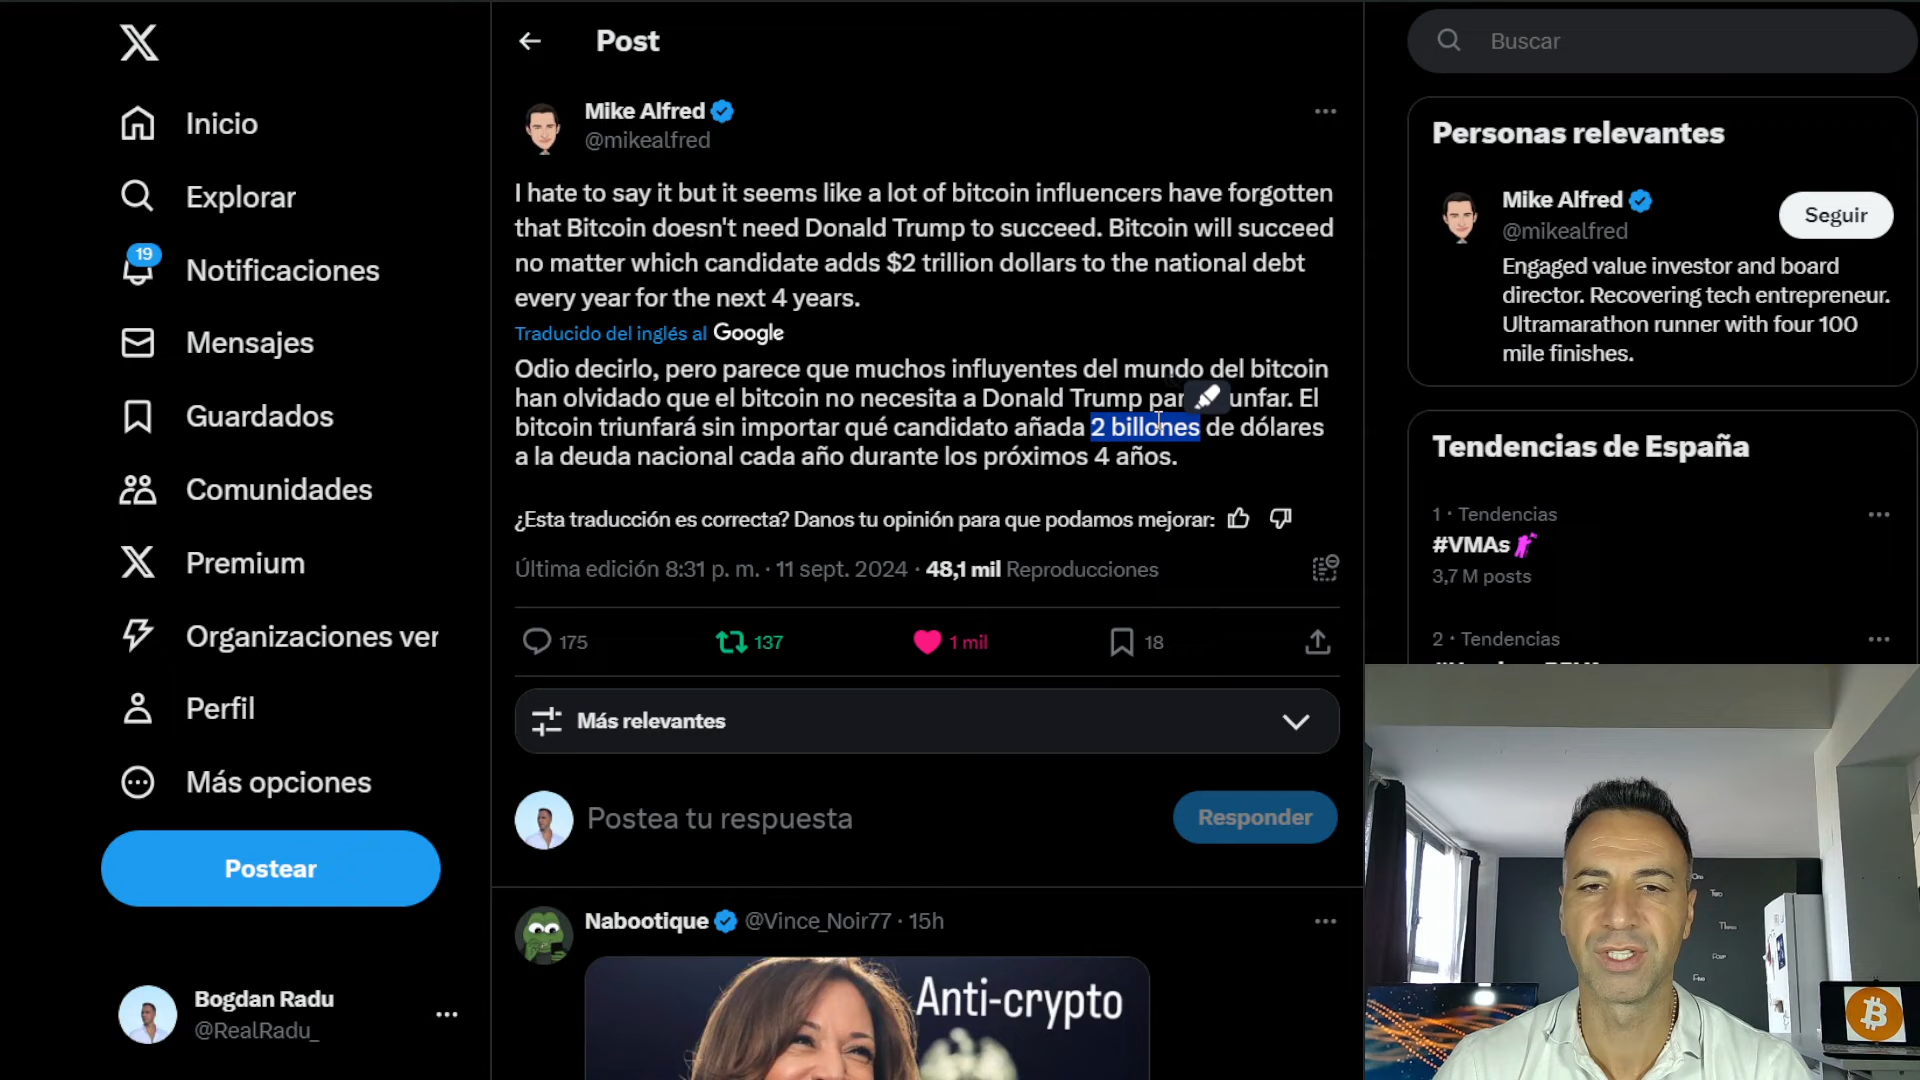 Inicio
Explorar
19
Notificaciones
Mensajes
Guardados
Comunidades
Premium
Organizaciones ver
Perfil
Más opciones
Postear
Bogdan Radu
@RealRadu_
Post
Mike Alfred
@mikealfred
I hate to say it but it seems like a lot of bitcoin influencers have forgotten
that Bitcoin doesn't need Donald Trump to succeed. Bitcoin will succeed
no matter which candidate adds $2 trillion dollars to the national debt
every year for the next 4 years.
Traducido del inglés al Google
Odio decirlo, pero parece que muchos influyentes del mundo del bitcoin
han olvidado que el bitcoin no necesita a Donald Trump par unfar. El
bitcoin triunfará sin importar qué candidato añada 2 billones de dólares
a la deuda nacional cada año durante los próximos 4 años.
¿Esta traducción es correcta? Danos tu opinión para que podamos mejorar:
Última edición 8:31 p. m. · 11 sept. 2024 · 48,1 mil Reproducciones
175
137
1 mil
18
Más relevantes
Postea tu respuesta
Responder
Nabootique @Vince_Noir77 · 15h
Anti-crypto
Buscar
Personas relevantes
Mike Alfred
@mikealfred
Seguir
Engaged value investor and board
director. Recovering tech entrepreneur.
Ultramarathon runner with four 100
mile finishes.
Tendencias de España
1 · Tendencias
#VMAs
3,7 M posts
2 · Tendencias
One
Two
Three
Four
Five